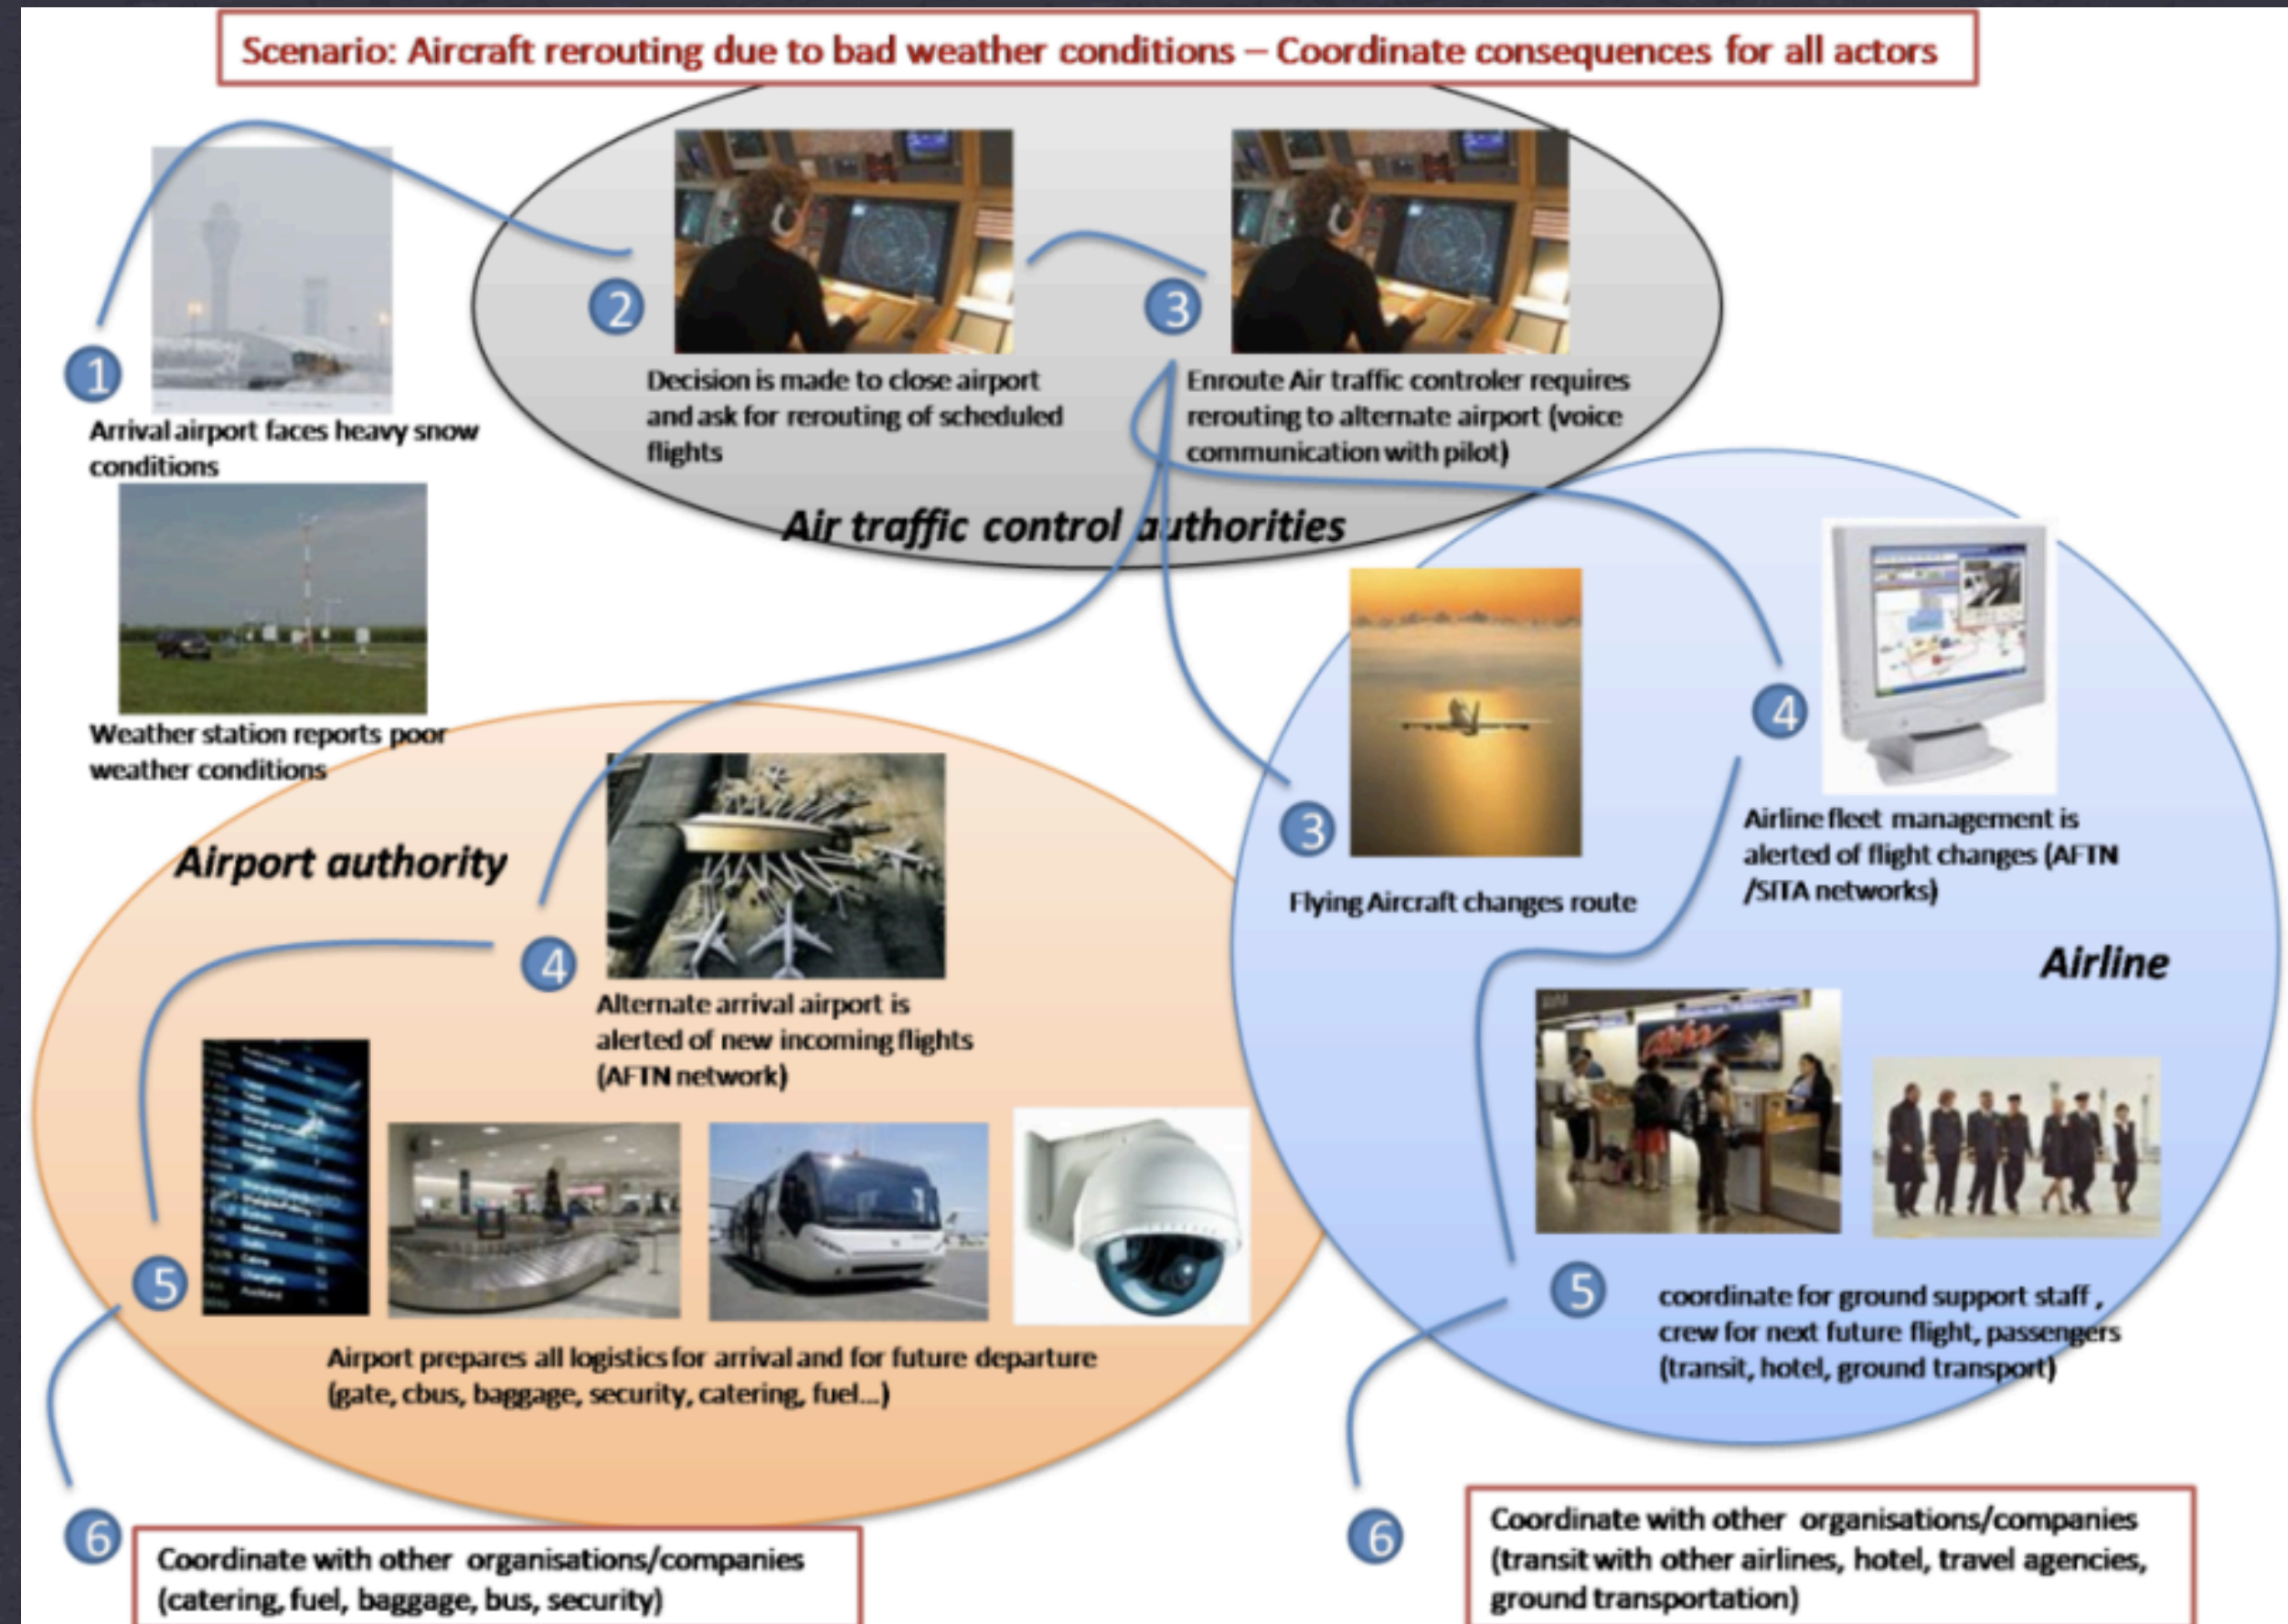 Scenario: Aircraft rerouting due to bad weather conditions – Coordinate consequences for all actors
1
Arrival airport faces heavy snow
conditions
Weather station reports poor
weather conditions
2
Decision is made to close airport
and ask for rerouting of scheduled
flights
3
Enroute Air traffic controler requires
rerouting to alternate airport (voice
communication with pilot)
Air traffic control authorities
3
Flying Aircraft changes route
4
Airline fleet management is
alerted of flight changes (AFTN
/SITA networks)
Airline
Airport authority
4
Alternate arrival airport is
alerted of new incoming flights
(AFTN network)
5
Airport prepares all logistics for arrival and for future departure
(gate, cbus, baggage, security, catering, fuel...)
5
coordinate for ground support staff ,
crew for next future flight, passengers
(transit, hotel, ground transport)
6
Coordinate with other organisations/companies
(catering, fuel, baggage, bus, security)
6
Coordinate with other organisations/companies
(transit with other airlines, hotel, travel agencies,
ground transportation)